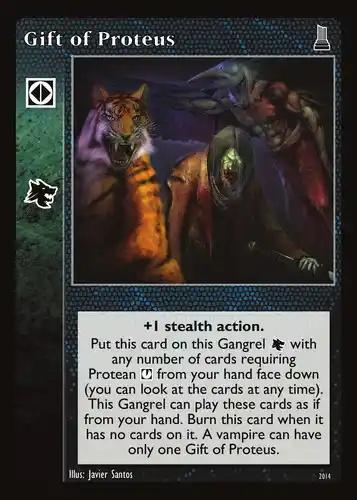 Gift of Proteus
+1 stealth action.
Put this card on this Gangrel with
any number of cards requiring
Protean from your hand face down
(you can look at the cards at any time).
This Gangrel can play these cards as if
from your hand. Burn this card when it
has no cards on it. A vampire can have
only one Gift of Proteus.
Illus: Javier Santos
2014